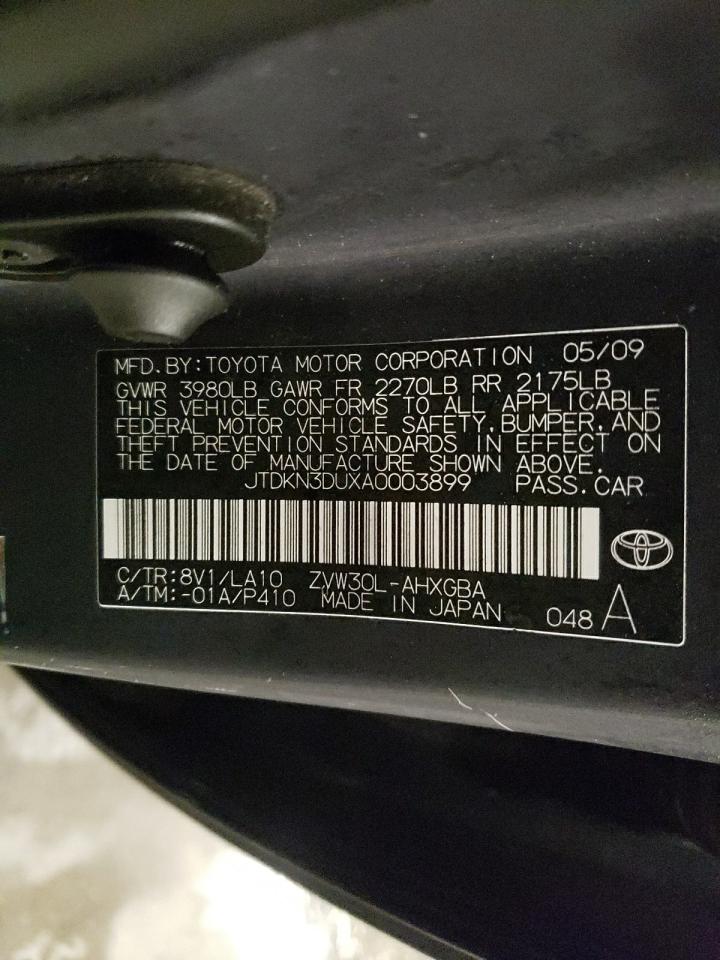 MFD.BY:TOYOTA MOTOR CORPORATION 05/09
GVWR 3980LB GAWR FR 2270LB RR 2175LB
THIS VEHICLE CONFORMS TO ALL APPLICABLE
FEDERAL MOTOR VEHICLE SAFETY,BUMPER,AND
THEFT PREVENTION STANDARDS IN EFFECT ON
THE DATE OF MANUFACTURE SHOWN ABOVE.
JTDKN3DUXA0003899 PASS.CAR
C/TR:8V1/LA10 ZVW30L-AHXGBA
A/TM:-01A/P410 MADE IN JAPAN 048 A